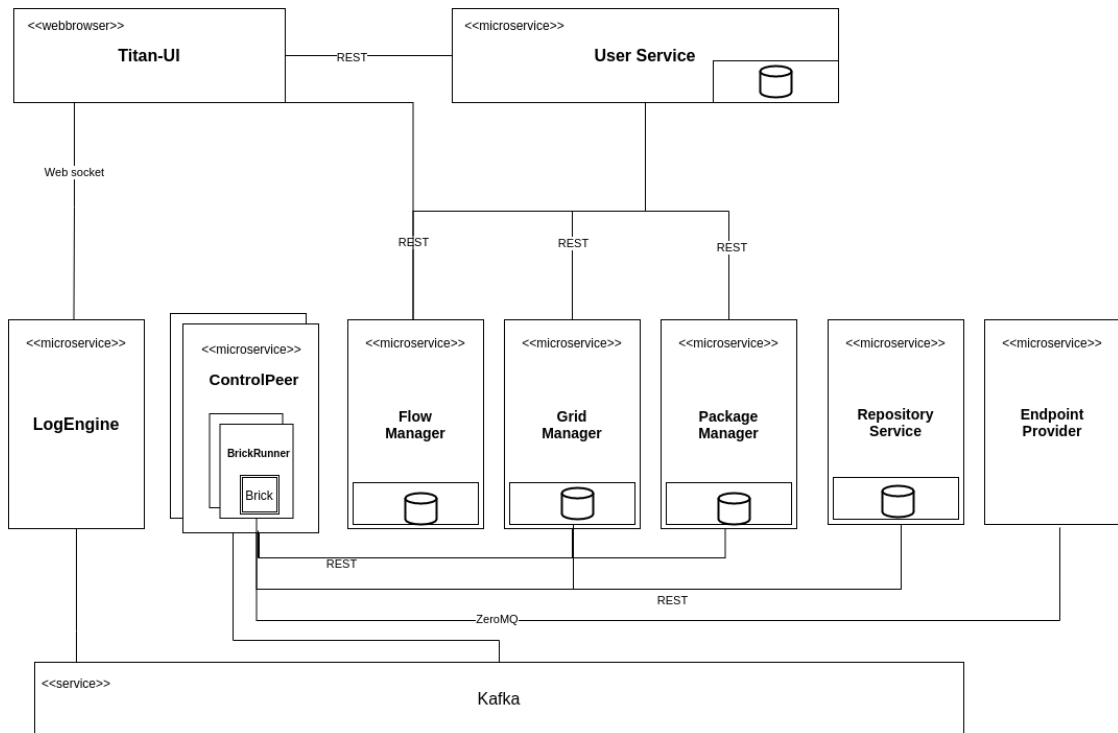 <<webbrowser>>
Titan-UI
REST
<<microservice>>
User Service
Web socket
REST
REST
REST
<<microservice>>
LogEngine
<<microservice>>
ControlPeer
BrickRunner
Brick
<<microservice>>
Flow
Manager
<<microservice>>
Grid
Manager
<<microservice>>
Package
Manager
<<microservice>>
Repository
Service
<<microservice>>
Endpoint
Provider
REST
REST
ZeroMQ
<<service>>
Kafka